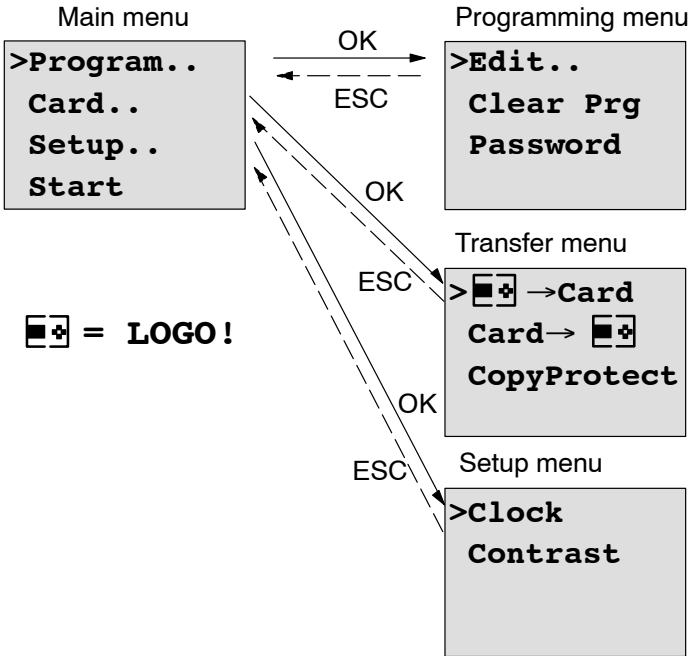 Main menu
>Program..
Card..
Setup..
Start
OK
ESC
Programming menu
>Edit..
Clear Prg
Password
OK
ESC
Transfer menu
> →Card
Card→
CopyProtect
= LOGO!
OK
ESC
Setup menu
>Clock
Contrast